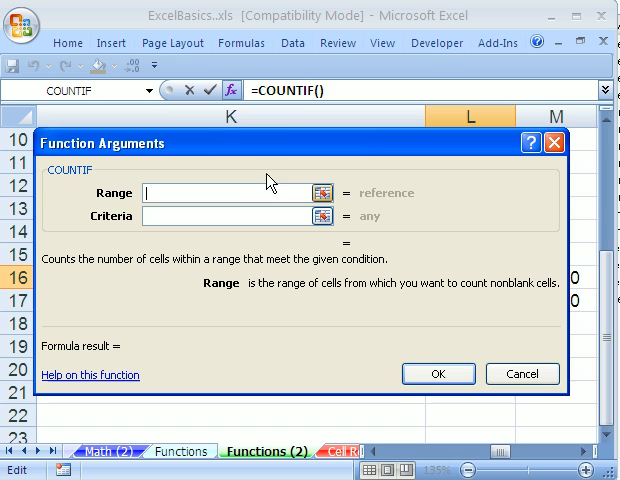 ExcelBasics..xls [Compatibility Mode] - Microsoft Excel
Home Insert Page Layout Formulas Data Review View Developer Add-Ins
COUNTIF fx =COUNTIF()
K L M
10
Function Arguments
11
COUNTIF
12
Range = reference
13
Criteria = any
14
=
15
Counts the number of cells within a range that meet the given condition.
16 0
Range is the range of cells from which you want to count nonblank cells.
17 0
18
19
Formula result =
20
Help on this function OK Cancel
21
22
23
Math (2) Functions Functions (2) Cell R
Edit 135%